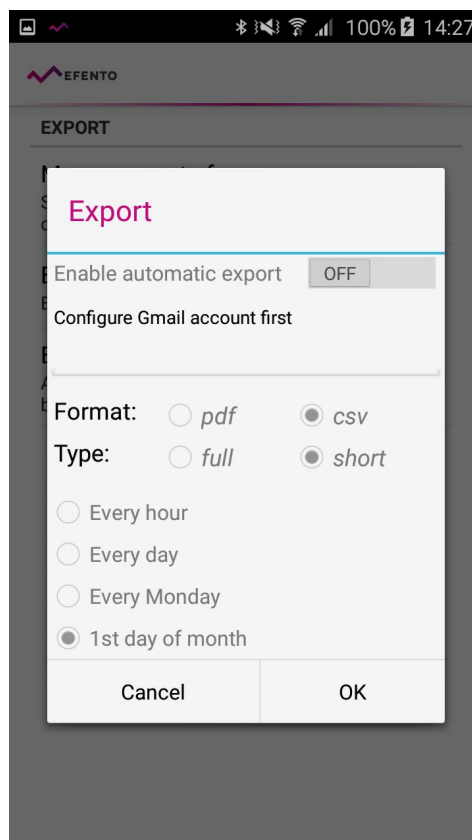 100% 14:27
EFENTO
EXPORT
Export
Enable automatic export OFF
Configure Gmail account first
Format: pdf csv
Type: full short
Every hour
Every day
Every Monday
1st day of month
Cancel OK